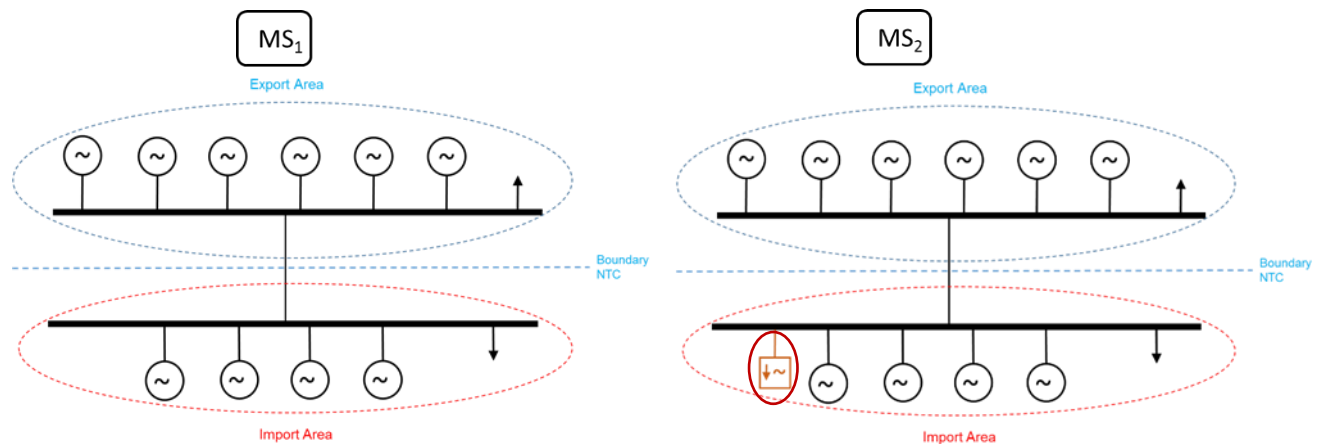 MS₁
Export Area
Boundary
NTC
Import Area
MS₂
Export Area
Boundary
NTC
Import Area